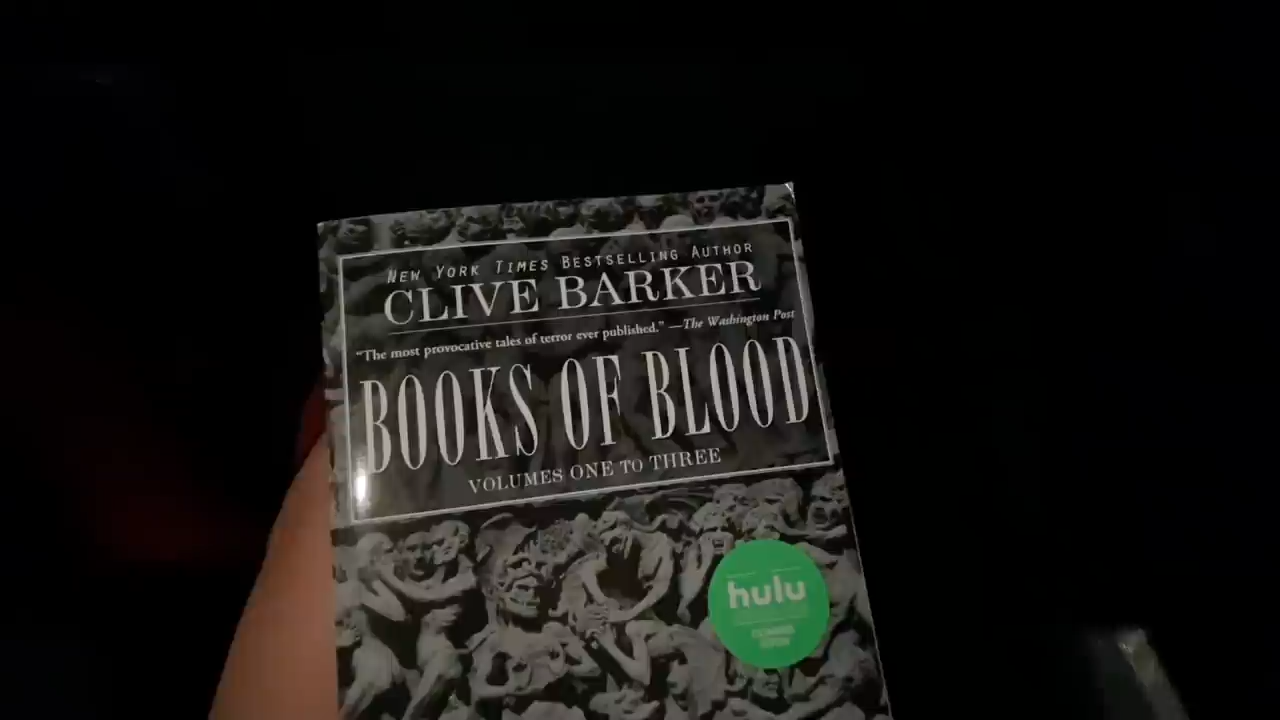 NEW YORK TIMES BESTSELLING AUTHOR
CLIVE BARKER
“The most provocative tales of terror ever published.” —The Washington Post
BOOKS OF BLOOD
VOLUMES ONE TO THREE
hulu